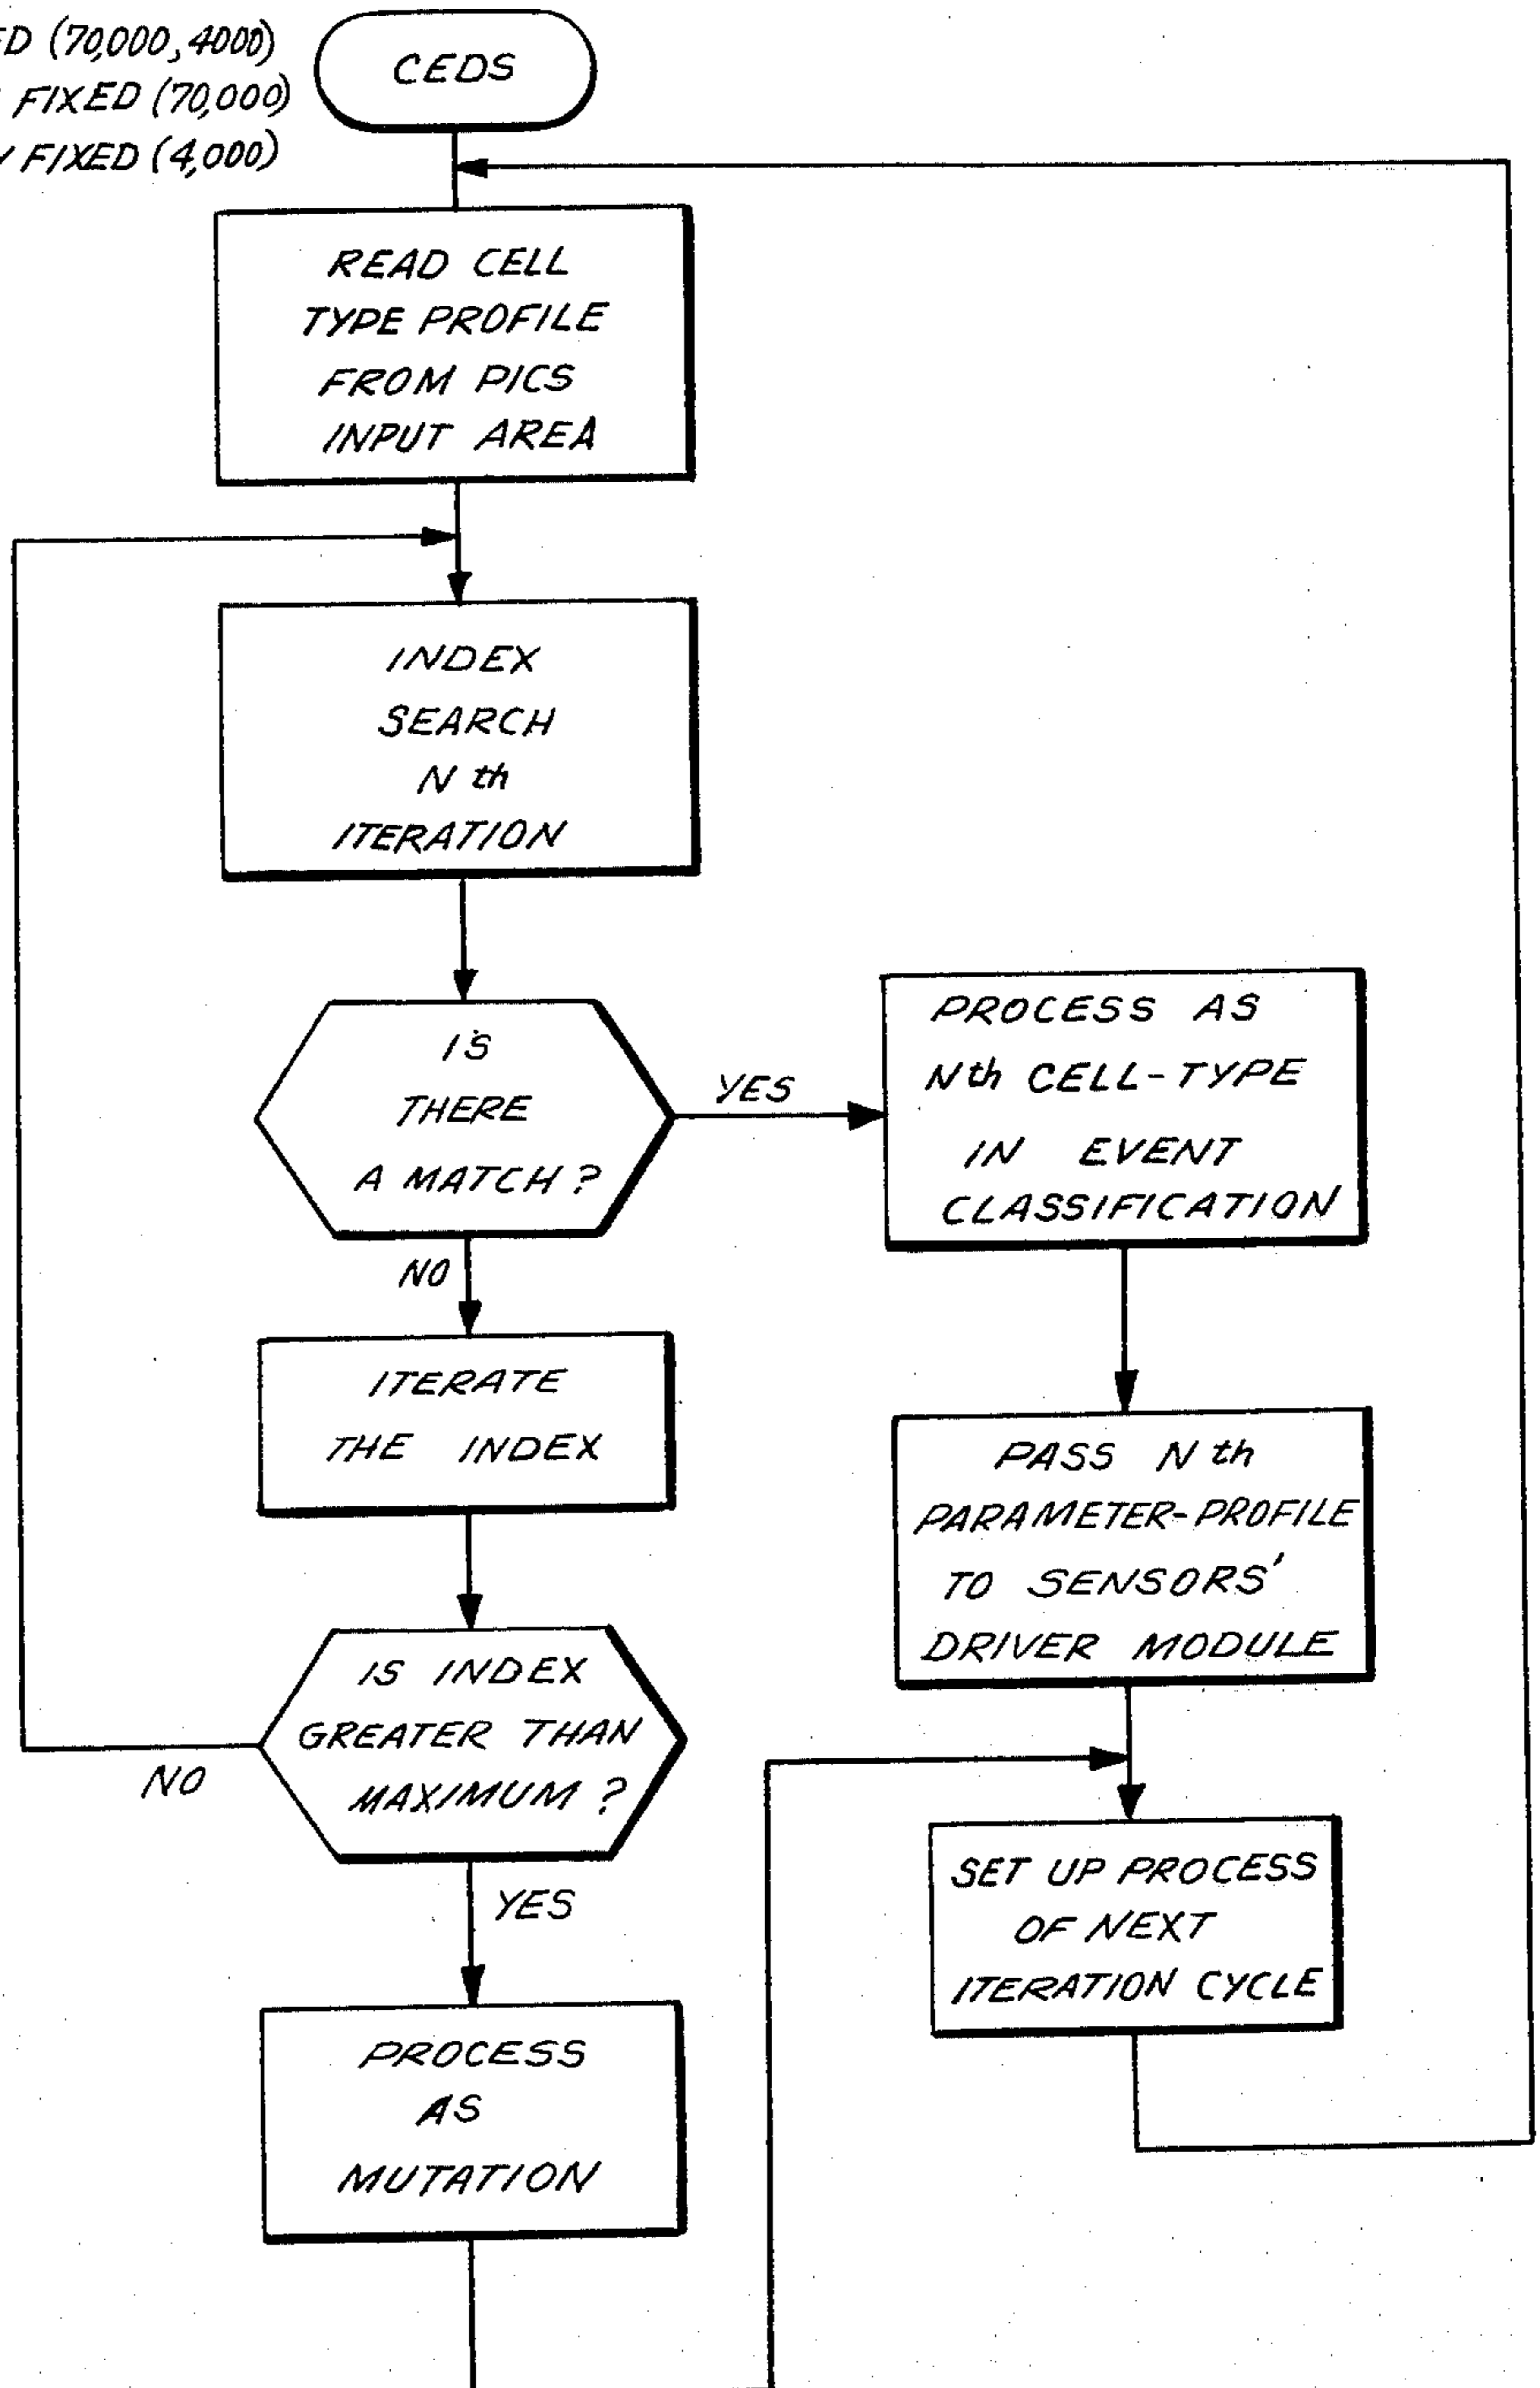 (70,000, 4000)
FIXED (70,000)
FIXED (4,000)
CEDS
READ CELL
TYPE PROFILE
FROM PICS
INPUT AREA
INDEX
SEARCH
Nth
ITERATION
IS
THERE
A MATCH?
YES
NO
PROCESS AS
Nth CELL-TYPE
IN EVENT
CLASSIFICATION
ITERATE
THE INDEX
PASS Nth
PARAMETER-PROFILE
TO SENSORS'
DRIVER MODULE
IS INDEX
GREATER THAN
MAXIMUM?
NO
YES
SET UP PROCESS
OF NEXT
ITERATION CYCLE
PROCESS
AS
MUTATION